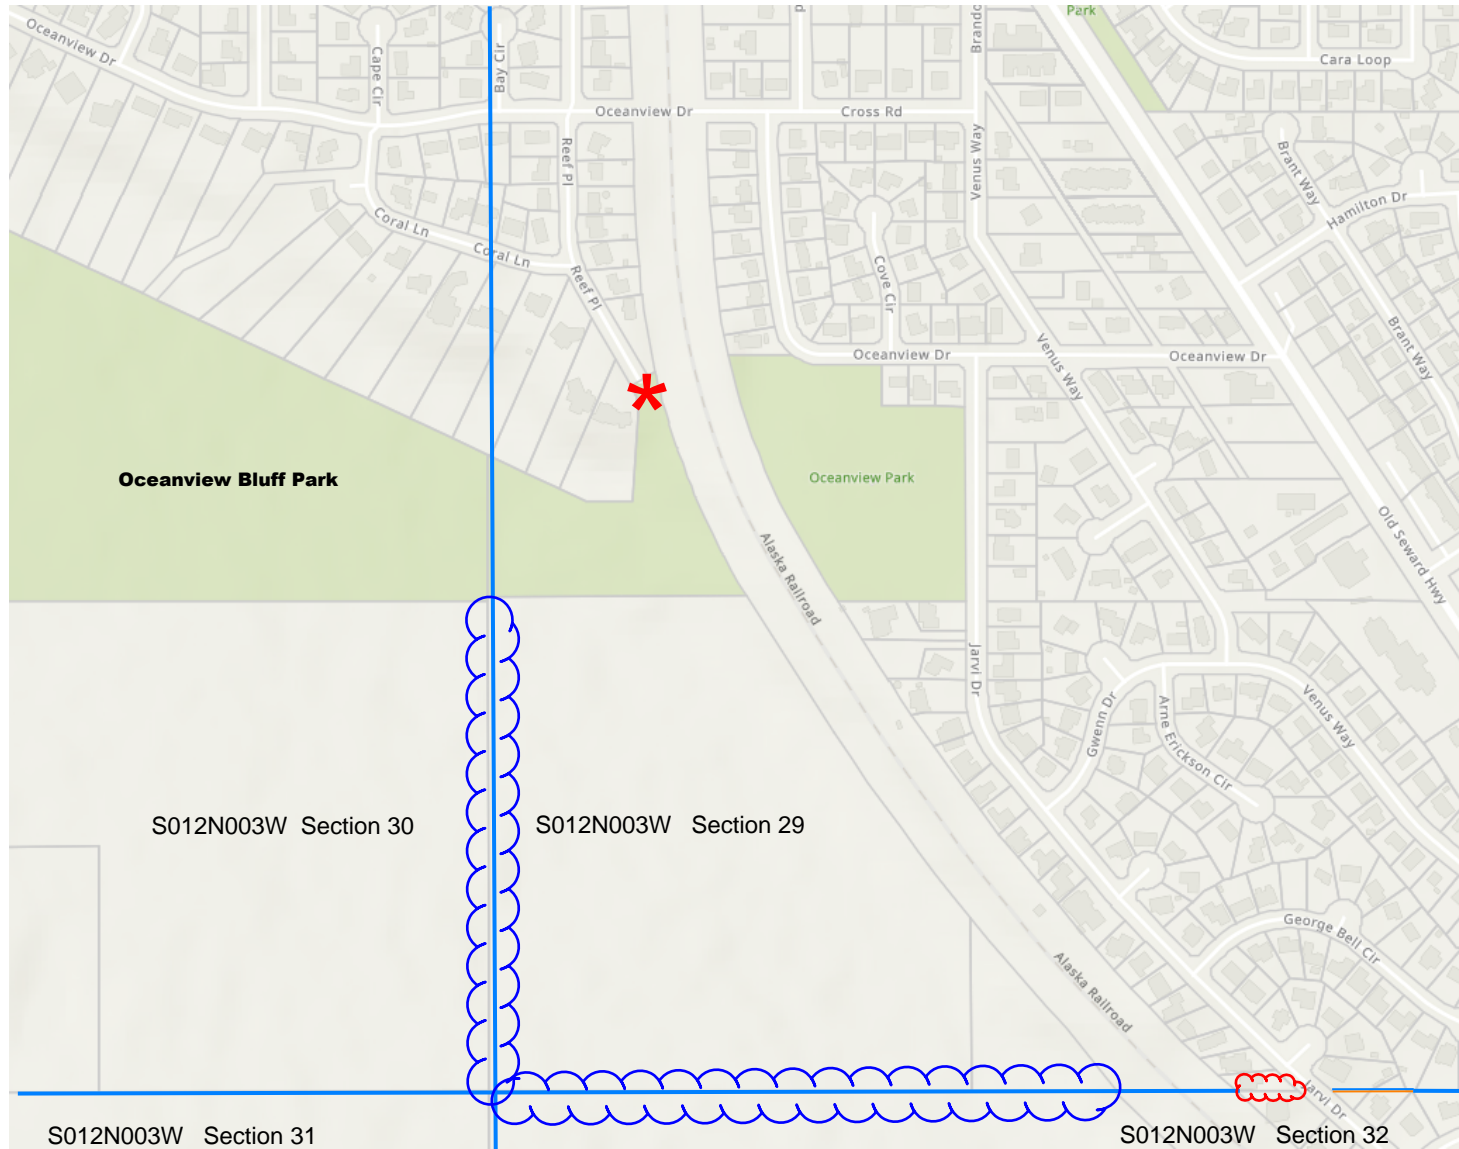 Oceanview Dr
Cape Cir
Bay Cir
P
Brandc
Park
Cara Loop
Oceanview Dr
Cross Rd
Reef Pl
Venus Way
Brant Way
Hamilton Dr
Coral Ln
Coral Ln
Reef Pl
Cove Cir
Oceanview Dr
Venus Way
Oceanview Dr
Brant Way
*
Oceanview Bluff Park
Oceanview Park
Old Seward Hwy
Alaska Railroad
Jarvi Dr
Gwenn Dr
Arne Erickson Cir
Venus Way
S012N003W Section 30
S012N003W Section 29
George Bell Cir
Alaska Railroad
Jarvi Dr
S012N003W Section 31
S012N003W Section 32